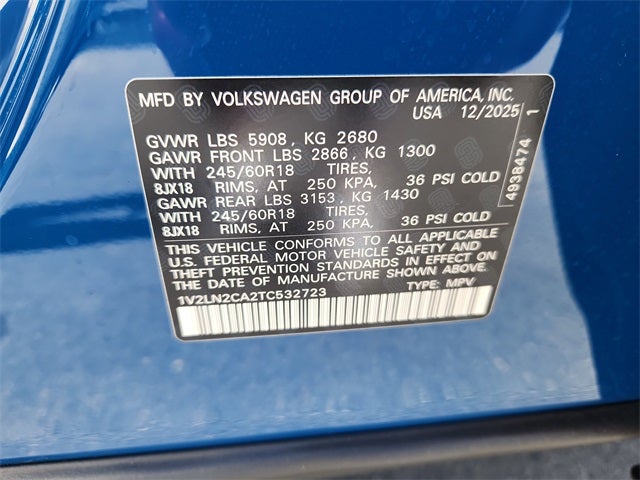 MFD BY VOLKSWAGEN GROUP OF AMERICA, INC.
USA 12/2025
GVWR LBS 5908, KG 2680
GAWR FRONT LBS 2866, KG 1300
WITH 245/60R18 TIRES,
8JX18 RIMS, AT 250 KPA, 36 PSI COLD
GAWR REAR LBS 3153, KG 1430
WITH 245/60R18 TIRES,
8JX18 RIMS, AT 250 KPA, 36 PSI COLD
THIS VEHICLE CONFORMS TO ALL APPLICABLE
U.S. FEDERAL MOTOR VEHICLE SAFETY AND
THEFT PREVENTION STANDARDS IN EFFECT ON
THE DATE OF MANUFACTURE SHOWN ABOVE.
1V2LN2CA2TC532723 TYPE: MPV
4938474 1